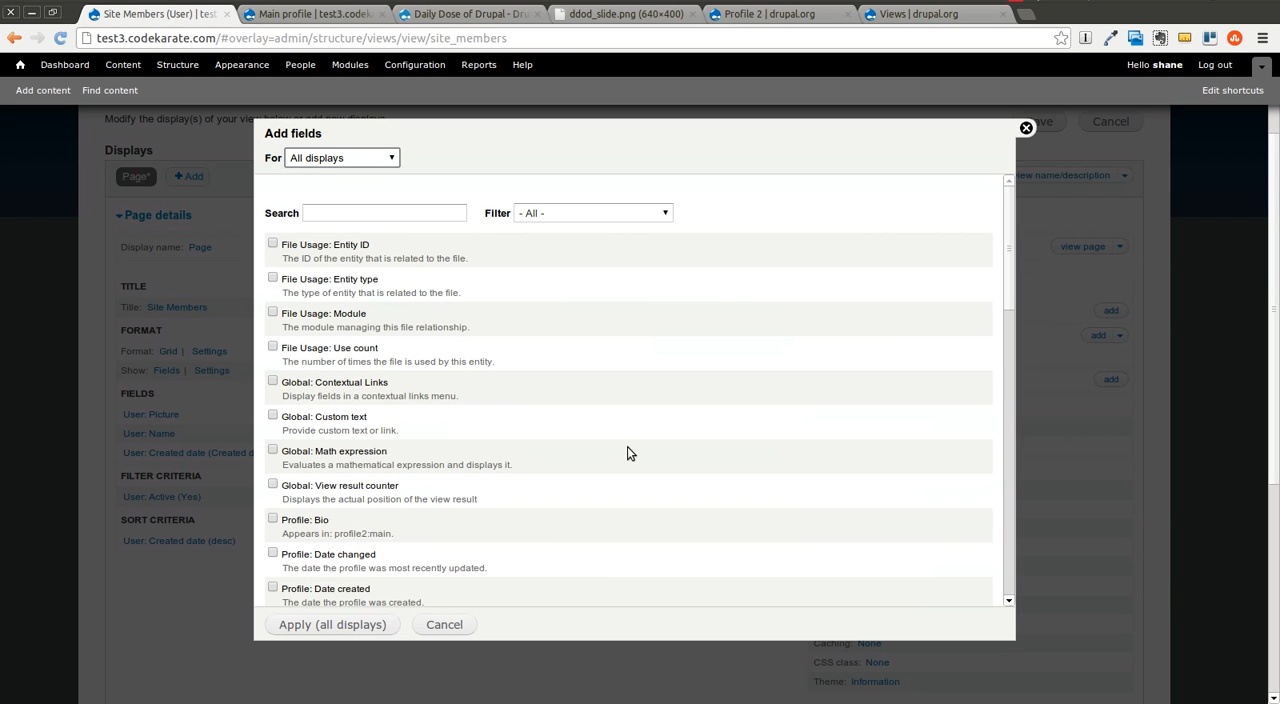 Site Members (User) | test
Main profile | test3.codek
Daily Dose of Drupal - Dru
ddod_slide.png (640×400)
Profile 2 | drupal.org
Views | drupal.org
test3.codekarate.com/#overlay=admin/structure/views/view/site_members
Dashboard Content Structure Appearance People Modules Configuration Reports Help
Hello shane Log out
Add content Find content
Edit shortcuts
Modify the display(s) of your view below or add new displays.
Cancel
Displays
Page* Add
view name/description
Page details
Display name: Page
view page
TITLE
Title: Site Members
FORMAT
Format: Grid | Settings
Show: Fields | Settings
FIELDS
User: Picture
User: Name
User: Created date (Created d
FILTER CRITERIA
User: Active (Yes)
SORT CRITERIA
User: Created date (desc)
add
add
add
Add fields
For All displays
Search Filter - All -
File Usage: Entity ID
The ID of the entity that is related to the file.
File Usage: Entity type
The type of entity that is related to the file.
File Usage: Module
The module managing this file relationship.
File Usage: Use count
The number of times the file is used by this entity.
Global: Contextual Links
Display fields in a contextual links menu.
Global: Custom text
Provide custom text or link.
Global: Math expression
Evaluates a mathematical expression and displays it.
Global: View result counter
Displays the actual position of the view result
Profile: Bio
Appears in: profile2:main.
Profile: Date changed
The date the profile was most recently updated.
Profile: Date created
The date the profile was created.
Apply (all displays) Cancel
Caching: None
CSS class: None
Theme: Information